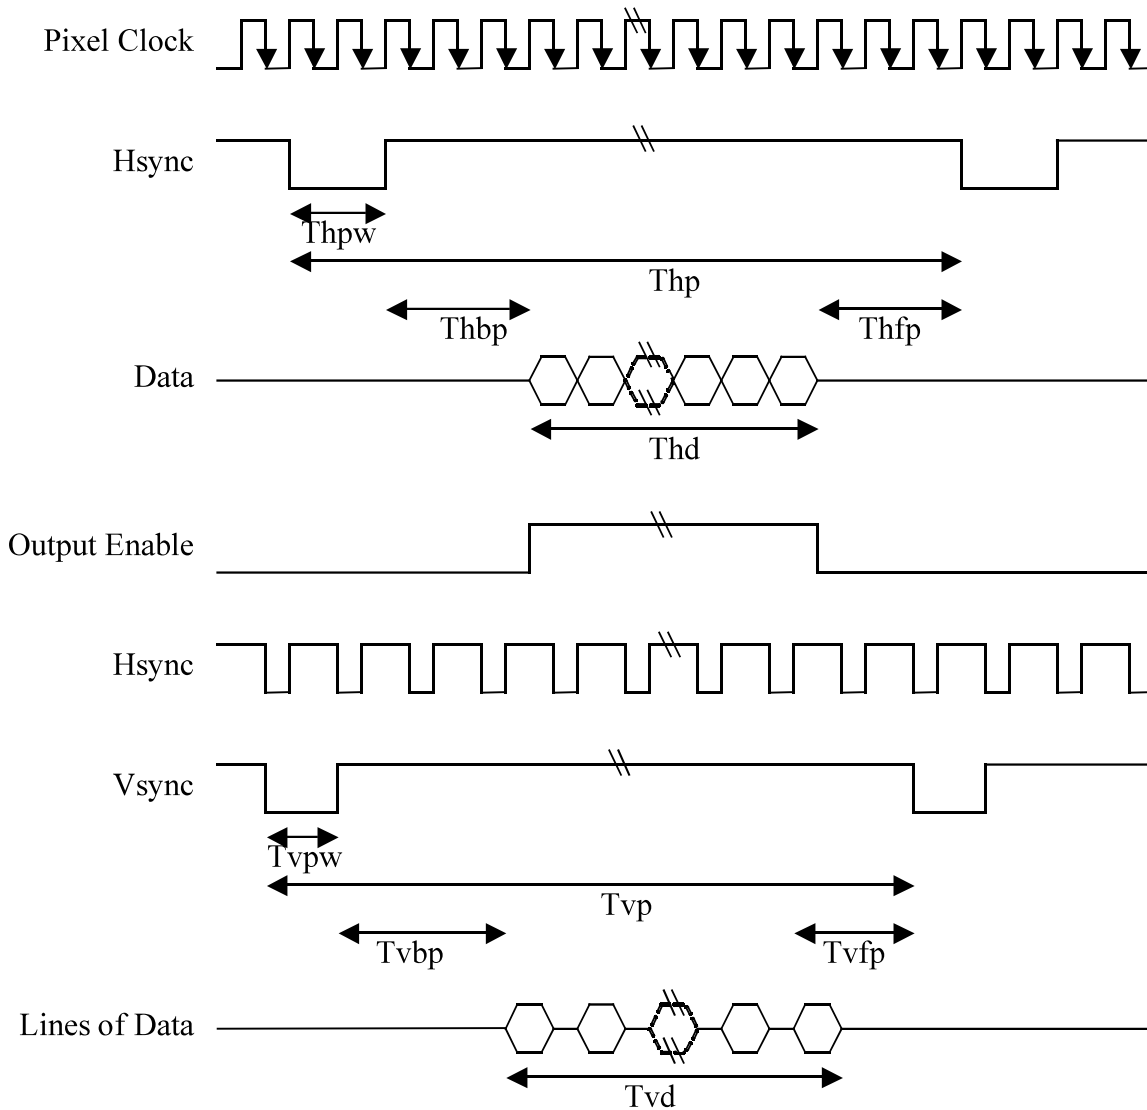 Pixel Clock
Hsync
Thpw
Thp
Thbp
Thfp
Data
Thd
Output Enable
Hsync
Vsync
Tvpw
Tvp
Tvbp
Tvfp
Lines of Data
Tvd